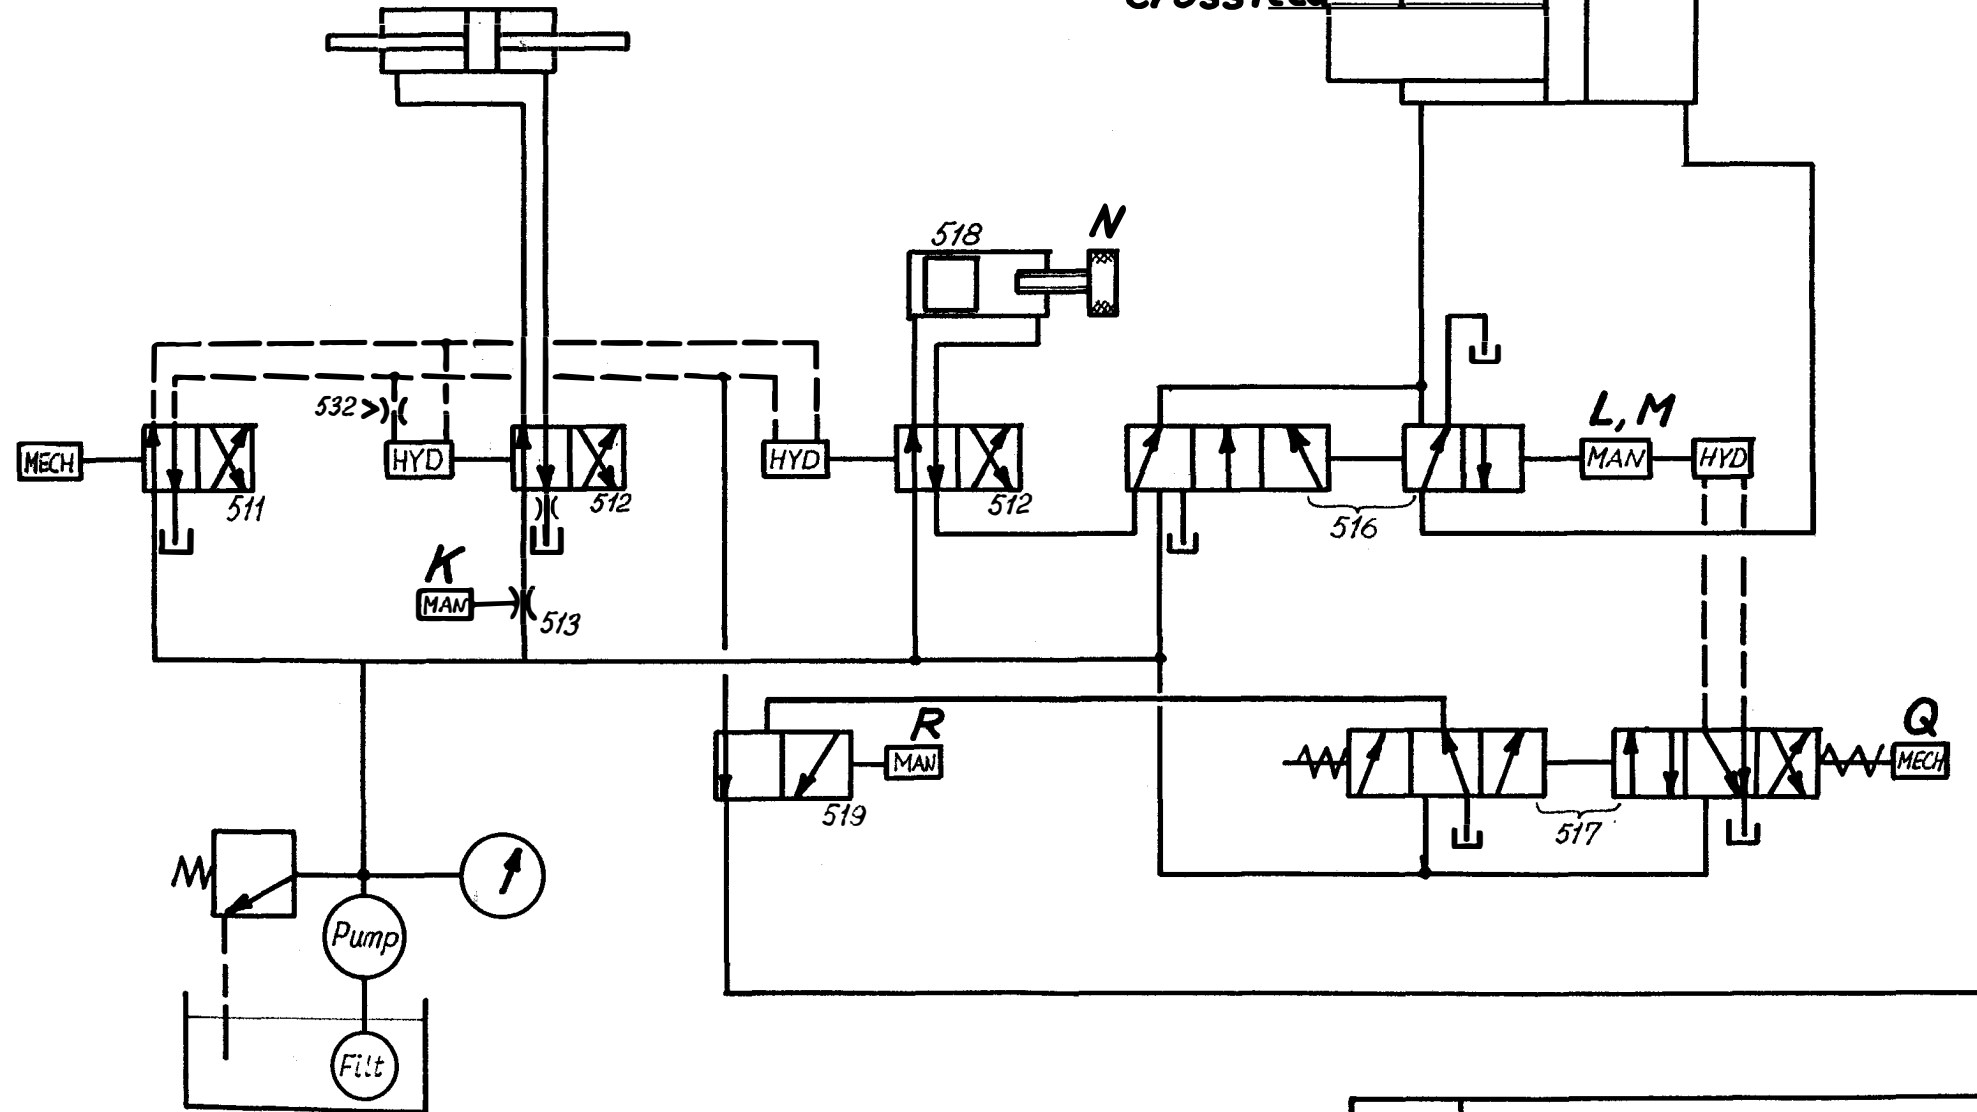 Crossfeed
518
N
532
L, M
MECH
HYD
HYD
MAN
HYD
511
512
512
516
K
MAN
513
R
MAN
Q
MECH
519
517
Pump
Filt